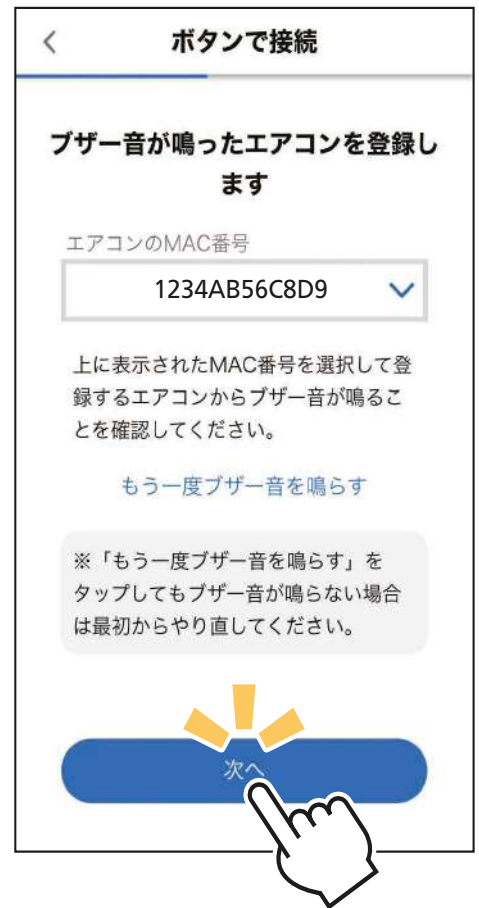 ボタンで接続
ブザー音が鳴ったエアコンを登録し
ます
エアコンのMAC番号
1234AB56C8D9
上に表示されたMAC番号を選択して登
録するエアコンからブザー音が鳴るこ
とを確認してください。
もう一度ブザー音を鳴らす
※「もう一度ブザー音を鳴らす」を
タップしてもブザー音が鳴らない場合
は最初からやり直してください。
次へ